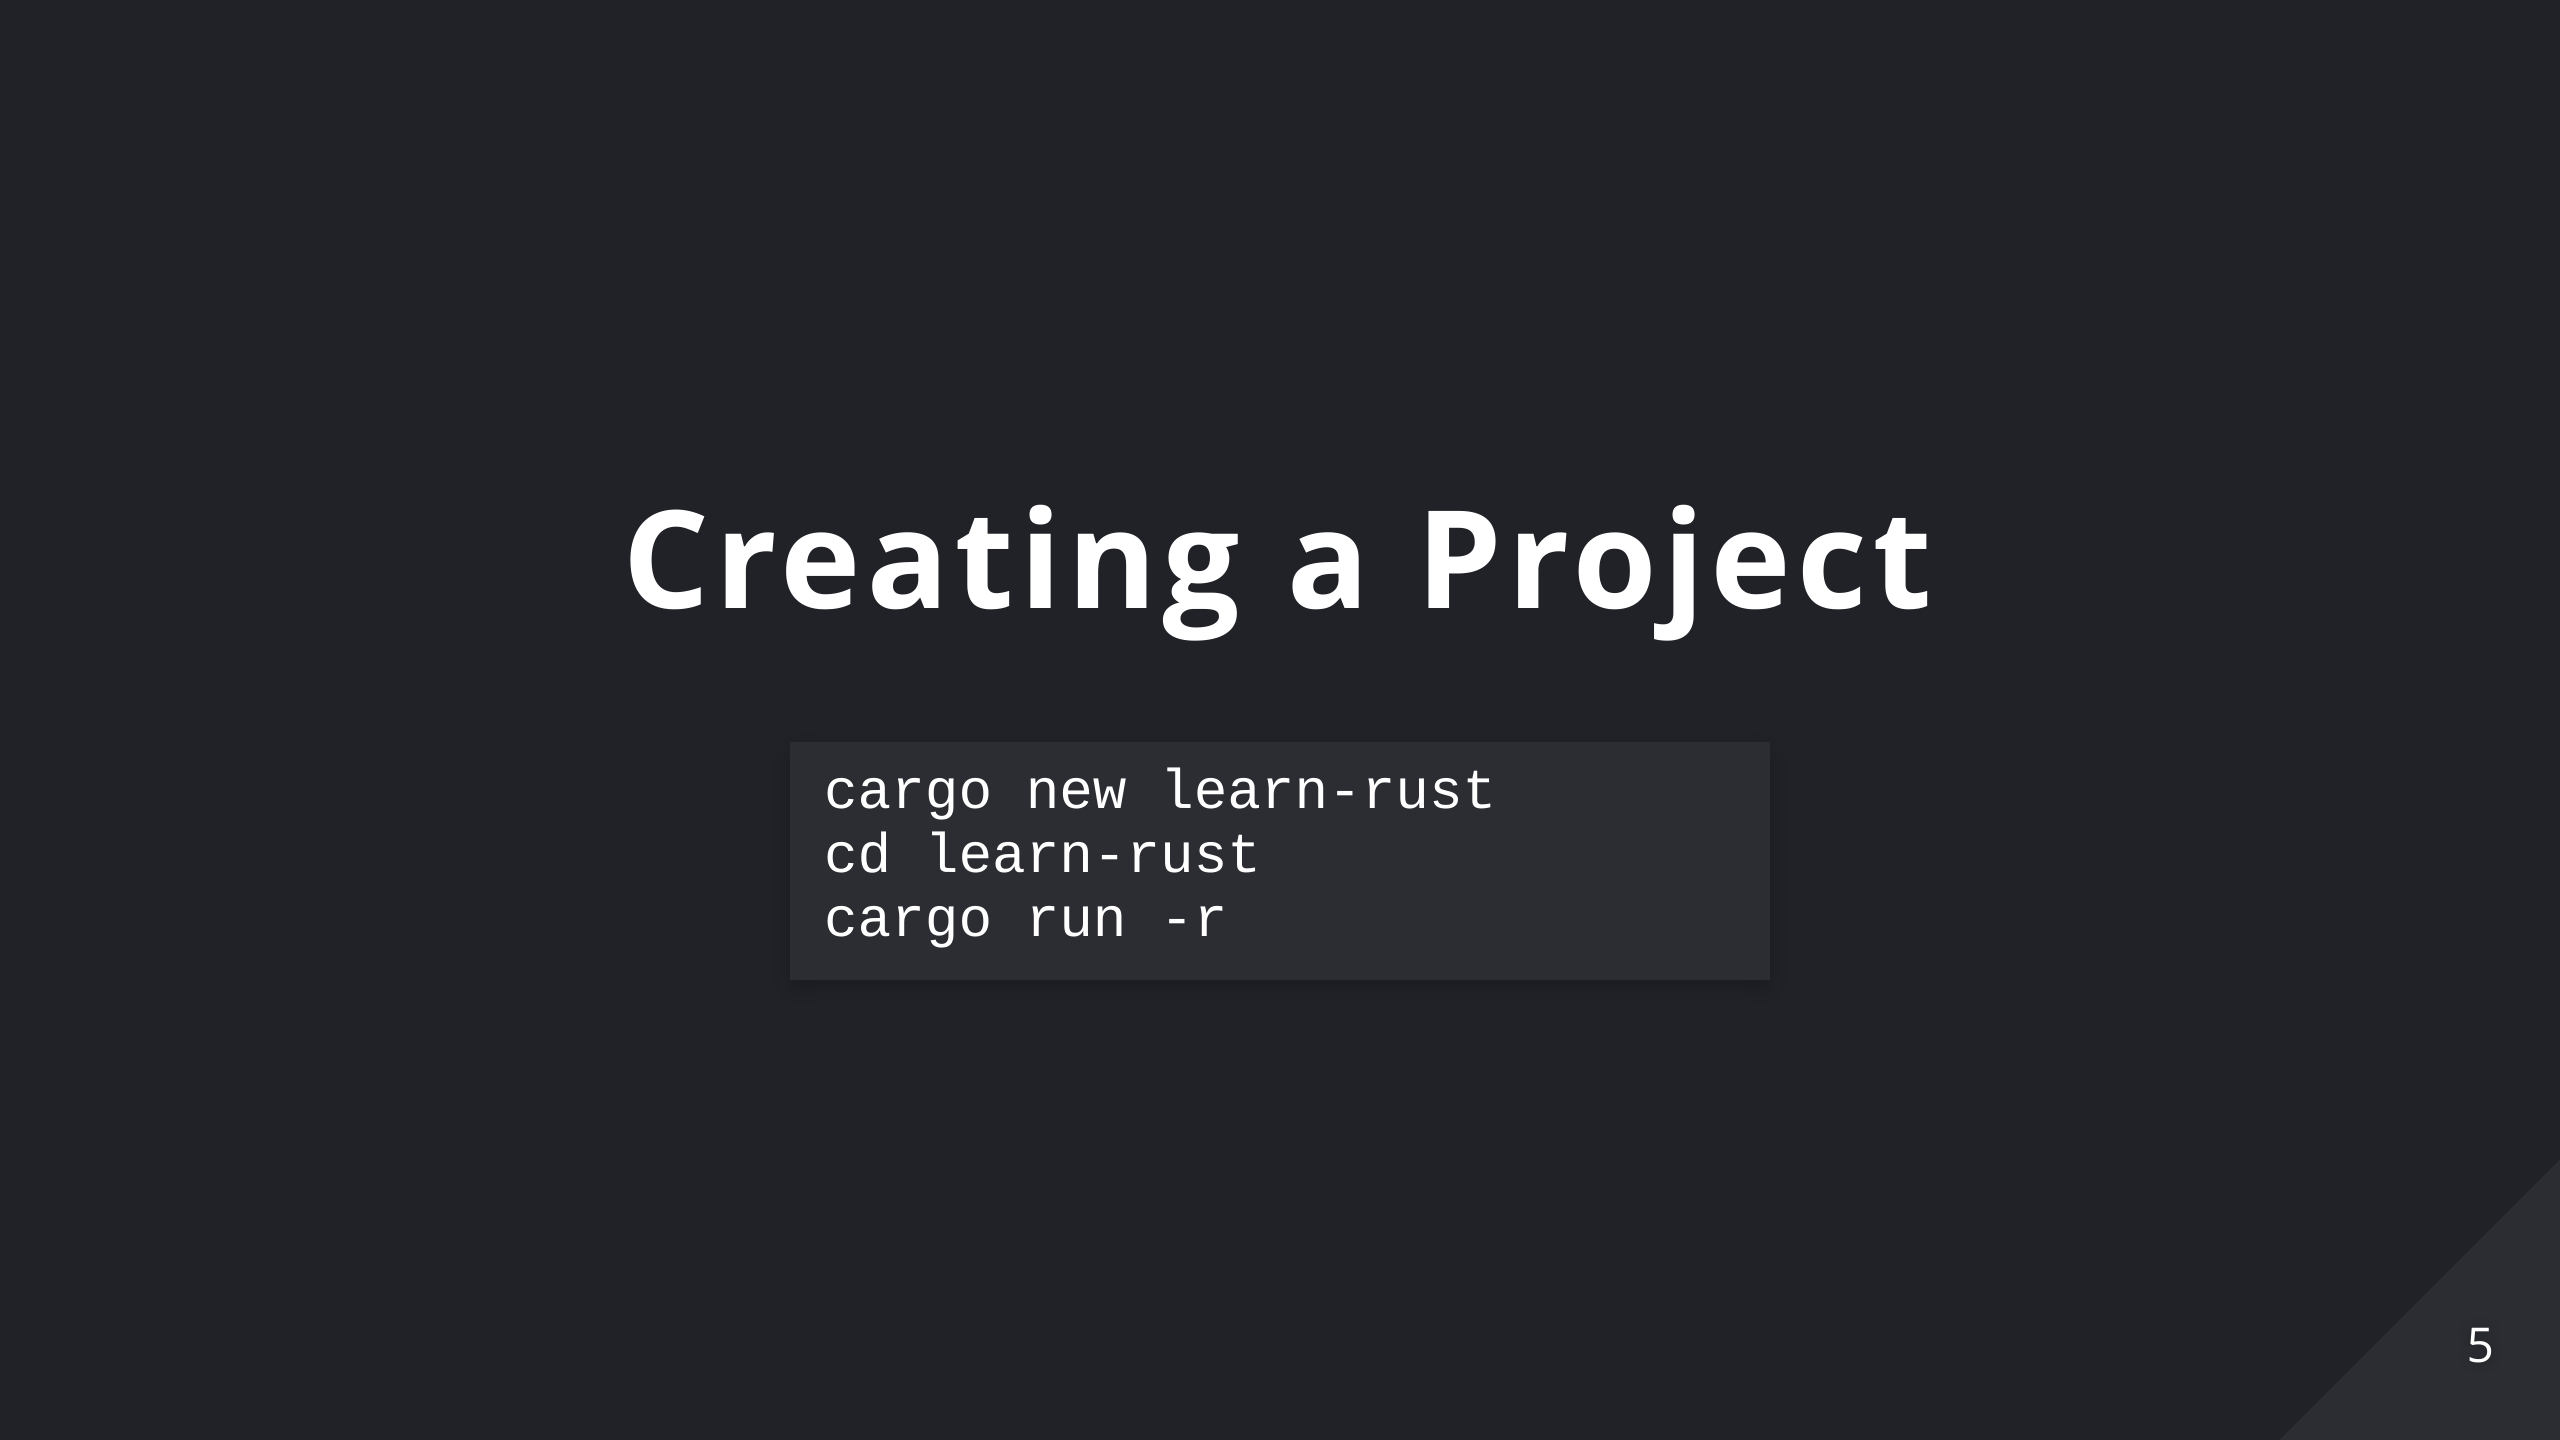 Creating a Project
cargo new learn-rust
cd learn-rust
cargo run -r
5